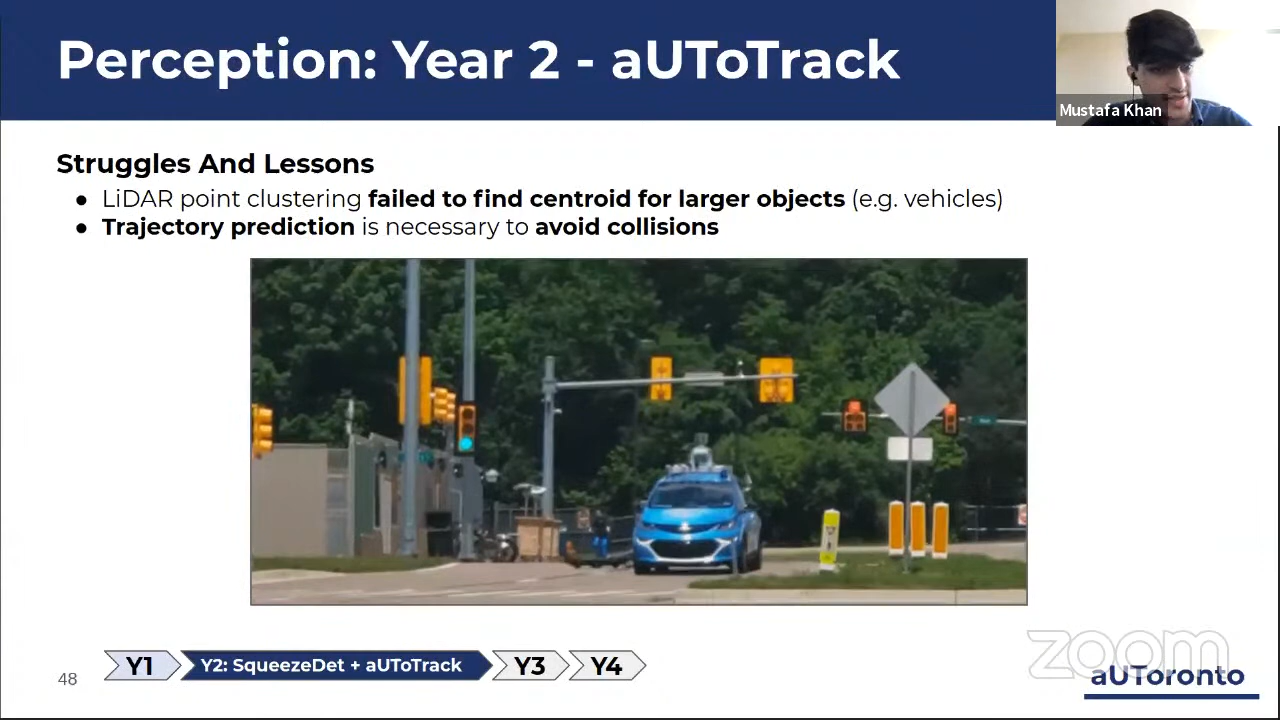 Perception: Year 2 - aUToTrack
Mustafa Khan
Struggles And Lessons
● LiDAR point clustering failed to find centroid for larger objects (e.g. vehicles)
● Trajectory prediction is necessary to avoid collisions
Y1
Y2: SqueezeDet + aUToTrack
Y3
Y4
48
zoom
aUToronto